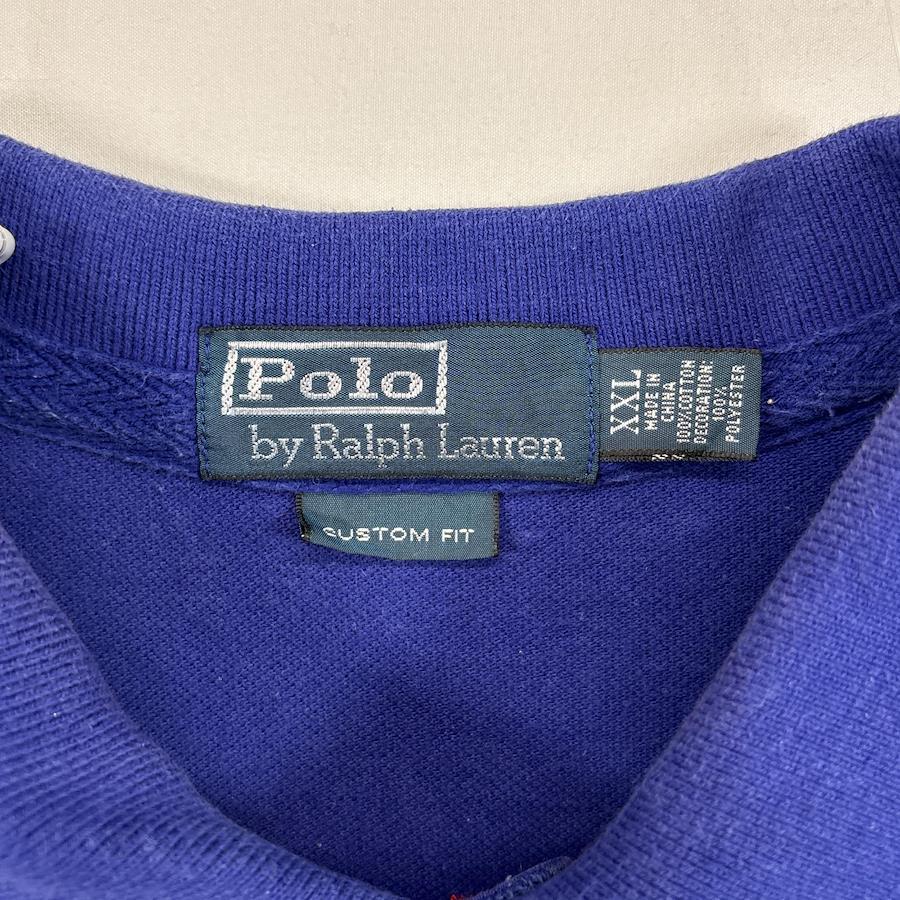 Polo
by Ralph Lauren
XXL
MADE IN
CHINA
100% COTTON
DECORATION:
100%
POLYESTER
CUSTOM FIT